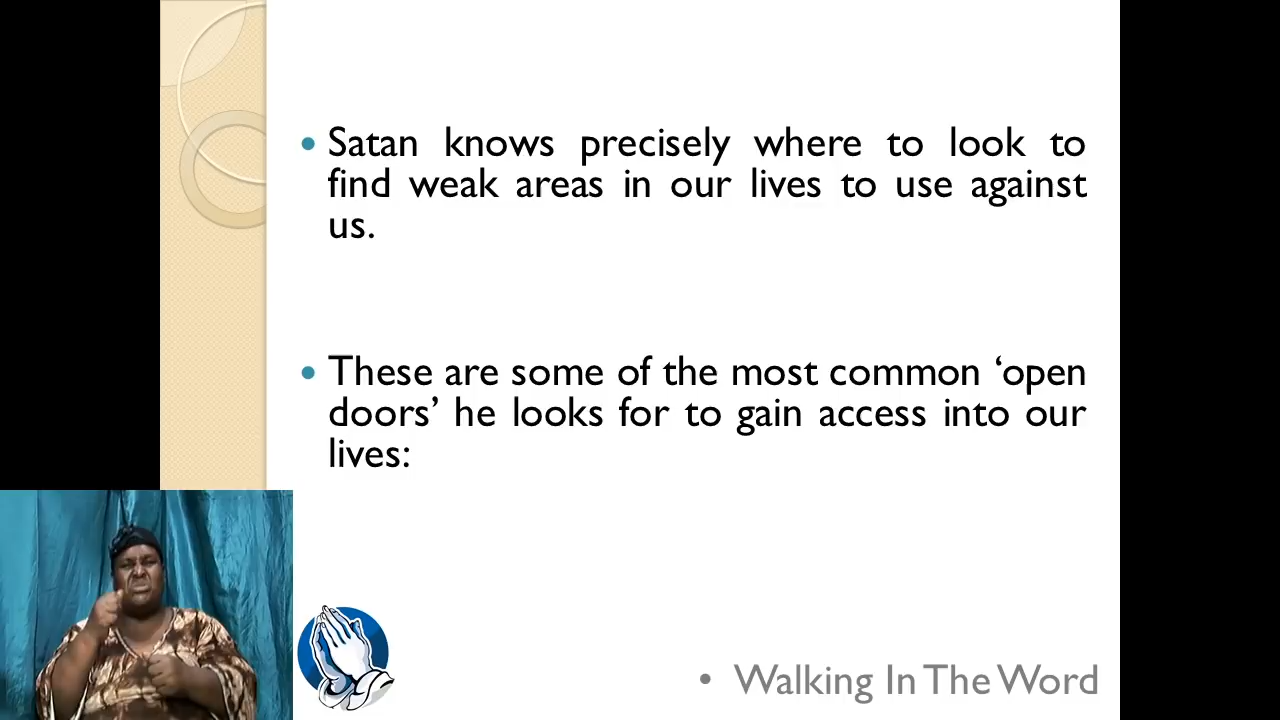 • Satan knows precisely where to look to
find weak areas in our lives to use against
us.
• These are some of the most common ‘open
doors’ he looks for to gain access into our
lives:
• Walking In The Word